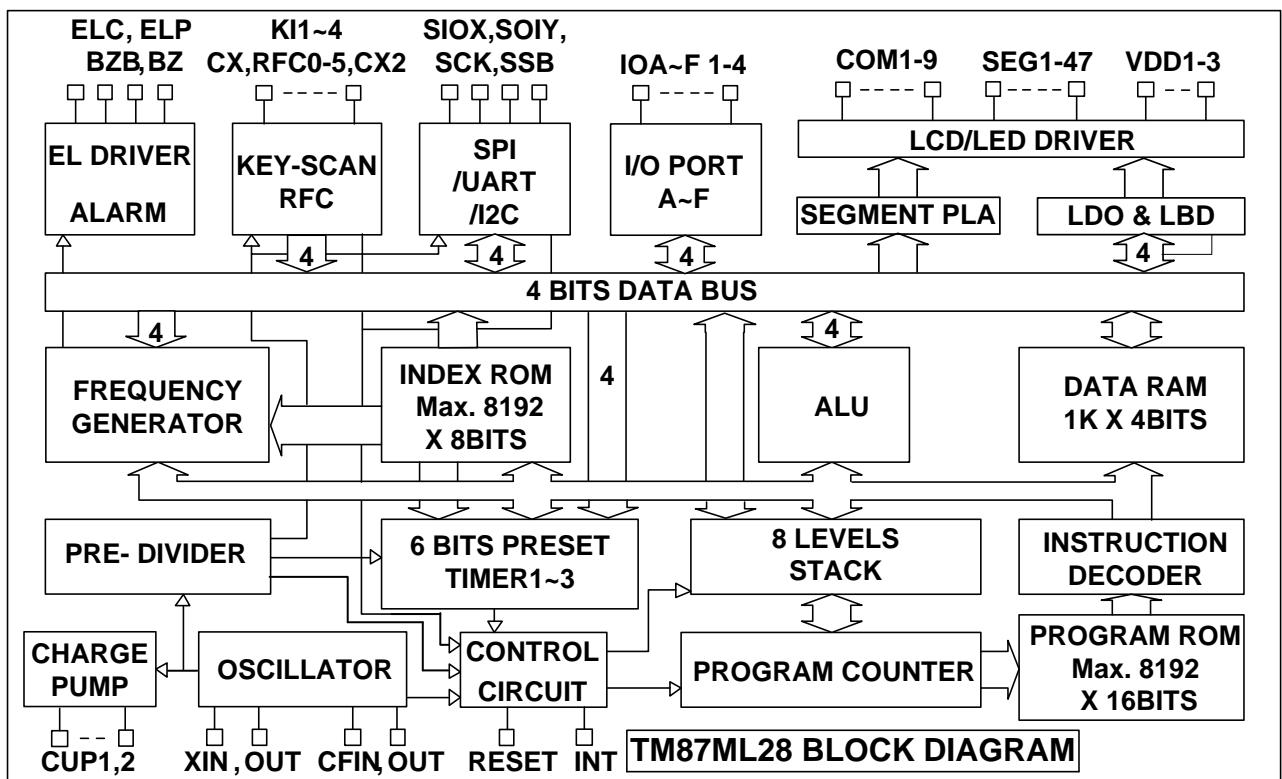 ELC, ELP
BZB, BZ
KI1~4
CX,RFC0-5,CX2
SIOX,SOIY,
SCK,SSB
IOA~F 1-4
COM1-9
SEG1-47
VDD1-3
EL DRIVER
ALARM
KEY-SCAN
RFC
SPI
/UART
/I2C
I/O PORT
A~F
LCD/LED DRIVER
SEGMENT PLA
LDO & LBD
4
4
4
4
4 BITS DATA BUS
4
4
4
FREQUENCY
GENERATOR
INDEX ROM
Max. 8192
X 8BITS
ALU
DATA RAM
1K X 4BITS
PRE- DIVIDER
6 BITS PRESET
TIMER1~3
8 LEVELS
STACK
INSTRUCTION
DECODER
CHARGE
PUMP
OSCILLATOR
CONTROL
CIRCUIT
PROGRAM COUNTER
PROGRAM ROM
Max. 8192
X 16BITS
CUP1,2
XIN , OUT
CFIN, OUT
RESET
INT
TM87ML28 BLOCK DIAGRAM